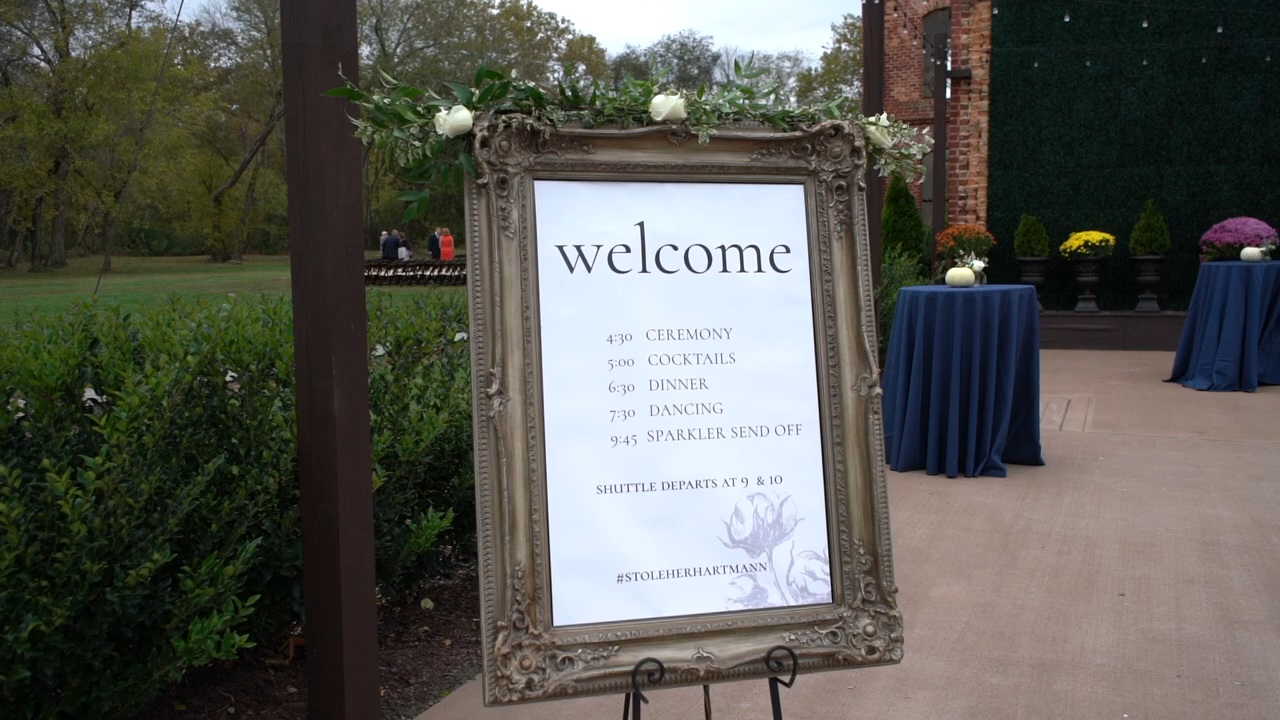 welcome
4:30 CEREMONY
5:00 COCKTAILS
6:30 DINNER
7:30 DANCING
9:45 SPARKLER SEND OFF
SHUTTLE DEPARTS AT 9 & 10
#STOLEHERHARTMANN